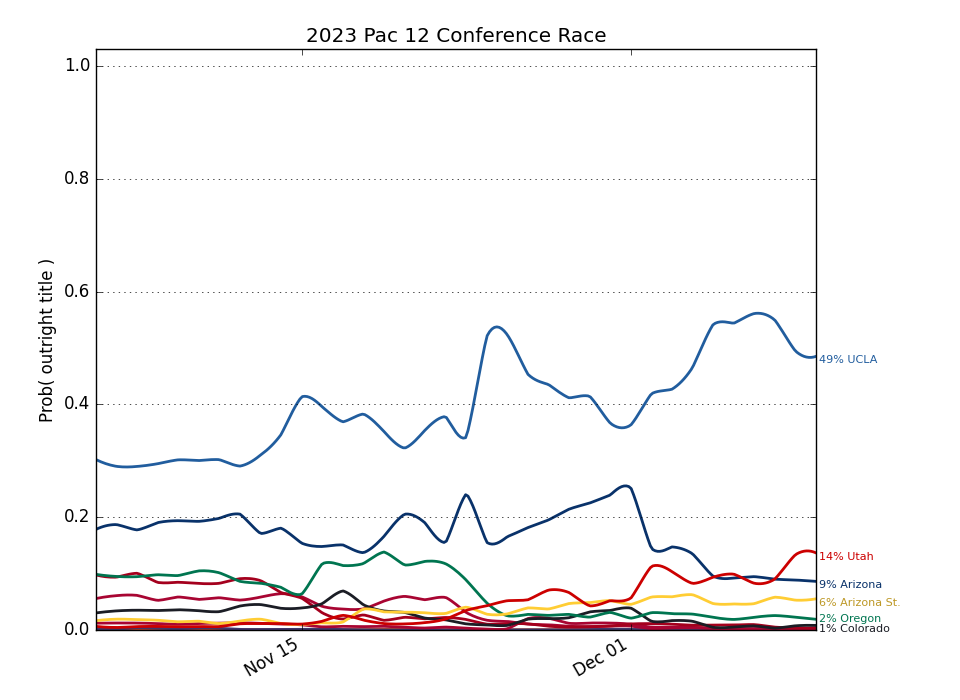 2023 Pac 12 Conference Race
Prob( outright title )
1.0
0.8
0.6
0.4
0.2
0.0
Nov 15
Dec 01
49% UCLA
14% Utah
9% Arizona
6% Arizona St.
2% Oregon
1% Colorado